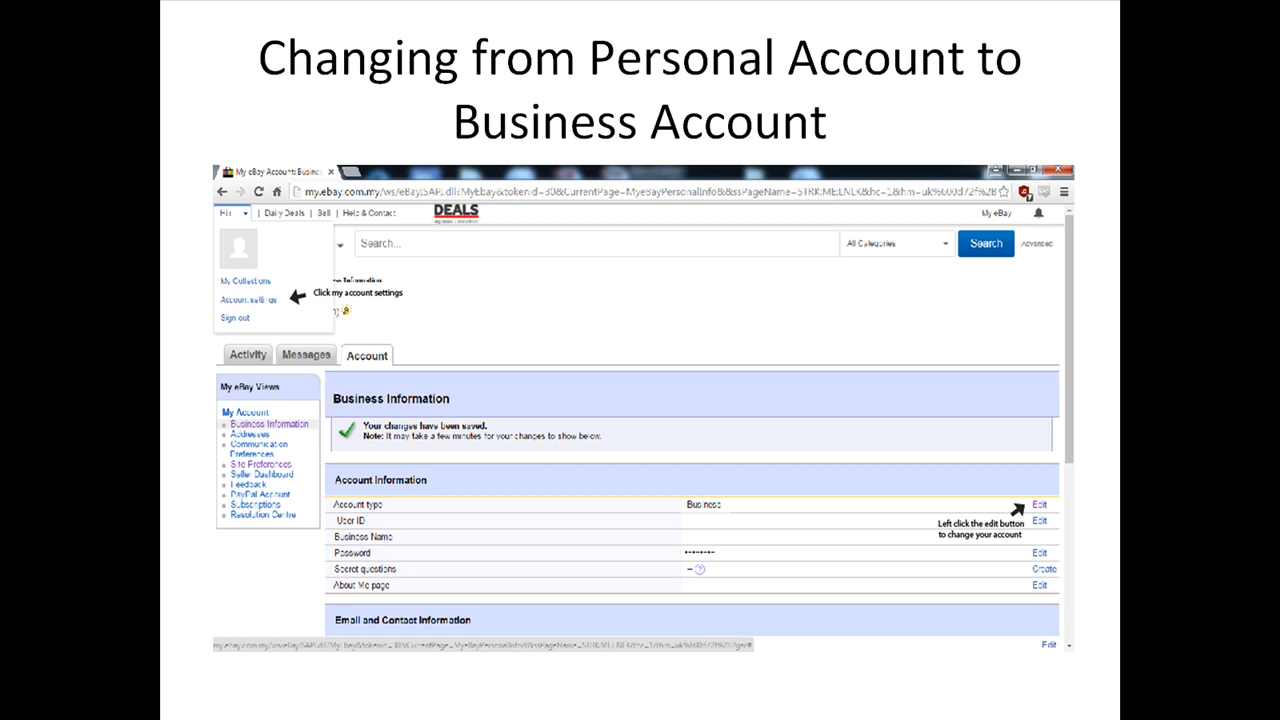 Changing from Personal Account to
Business Account
My eBay Account: Busine
Hi
Daily Deals
Sell
Help & Contact
DEALS
My eBay
Search...
All Categories
Search
Advanced
My Collections
ss Information
Account settings
Click my account settings
Sign out
Activity
Messages
Account
My eBay Views
My Account
Business Information
Addresses
Communication
Preferences
Site Preferences
Seller Dashboard
Feedback
PayPal Account
Subscriptions
Resolution Centre
Business Information
Your changes have been saved.
Note: It may take a few minutes for your changes to show below.
Account Information
Account type Business Edit
User ID Edit
Left click the edit button
to change your account
Business Name
Password •••••••• Edit
Secret questions -- Create
About Me page Edit
Email and Contact Information
Edit